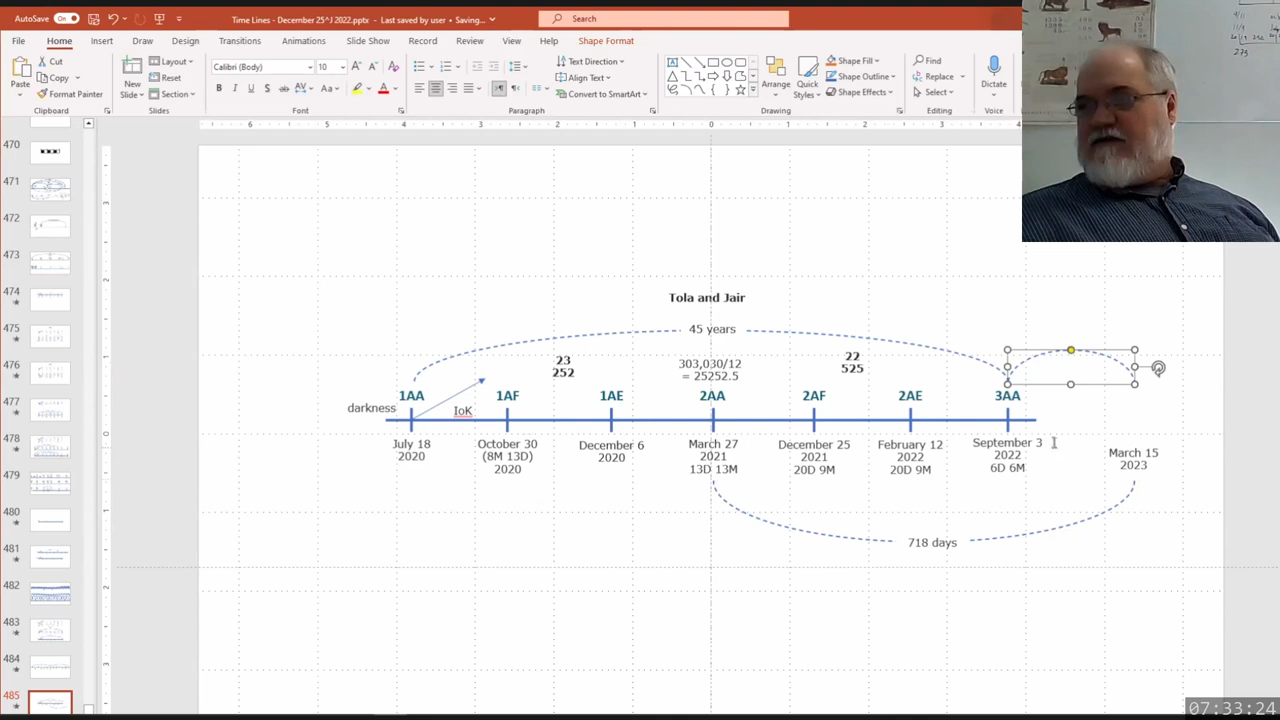 AutoSave On
Time Lines - December 25^J 2022.pptx • Last saved by user • Saving...
Search
File Home Insert Draw Design Transitions Animations Slide Show Record Review View Help Shape Format
Paste
Cut
Copy
Format Painter
Clipboard
New
Slide
Layout
Reset
Section
Slides
Calibri (Body) 10
Font
Paragraph
Text Direction
Align Text
Convert to SmartArt
Arrange
Quick
Styles
Shape Fill
Shape Outline
Shape Effects
Drawing
Find
Replace
Select
Editing
Dictate
Voice
470
471
472
473
474
475
476
477
478
479
480
481
482
483
484
485
Tola and Jair
45 years
23
252
303,030/12
= 25252.5
22
525
1AA 1AF 1AE 2AA 2AF 2AE 3AA
darkness
IoK
July 18
2020
October 30
(8M 13D)
2020
December 6
2020
March 27
2021
13D 13M
December 25
2021
20D 9M
February 12
2022
20D 9M
September 3
2022
6D 6M
March 15
2023
718 days
07:33:24